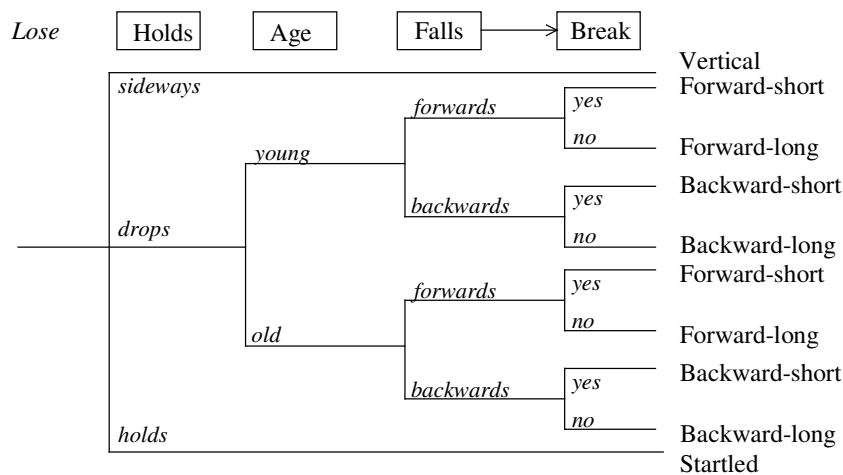 Lose Holds Age Falls Break
Vertical
sideways Forward-short
forwards yes
no
young Forward-long
Backward-short
backwards yes
drops no
Backward-long
Forward-short
forwards yes
no
old Forward-long
Backward-short
backwards yes
no
holds Backward-long
Startled